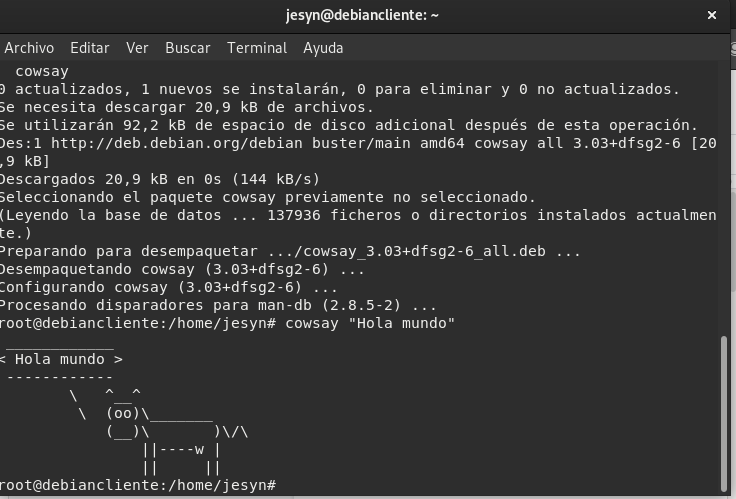 jesyn@debiancliente: ~
Archivo Editar Ver Buscar Terminal Ayuda
  cowsay
0 actualizados, 1 nuevos se instalarán, 0 para eliminar y 0 no actualizados.
Se necesita descargar 20,9 kB de archivos.
Se utilizarán 92,2 kB de espacio de disco adicional después de esta operación.
Des:1 http://deb.debian.org/debian buster/main amd64 cowsay all 3.03+dfsg2-6 [20
,9 kB]
Descargados 20,9 kB en 0s (144 kB/s)
Seleccionando el paquete cowsay previamente no seleccionado.
(Leyendo la base de datos ... 137936 ficheros o directorios instalados actualmen
te.)
Preparando para desempaquetar .../cowsay_3.03+dfsg2-6_all.deb ...
Desempaquetando cowsay (3.03+dfsg2-6) ...
Configurando cowsay (3.03+dfsg2-6) ...
Procesando disparadores para man-db (2.8.5-2) ...
root@debiancliente:/home/jesyn# cowsay "Hola mundo"
 ____________
< Hola mundo >
 ------------
        \   ^__^
         \  (oo)\_______
            (__)\       )\/\
                ||----w |
                ||     ||
root@debiancliente:/home/jesyn#